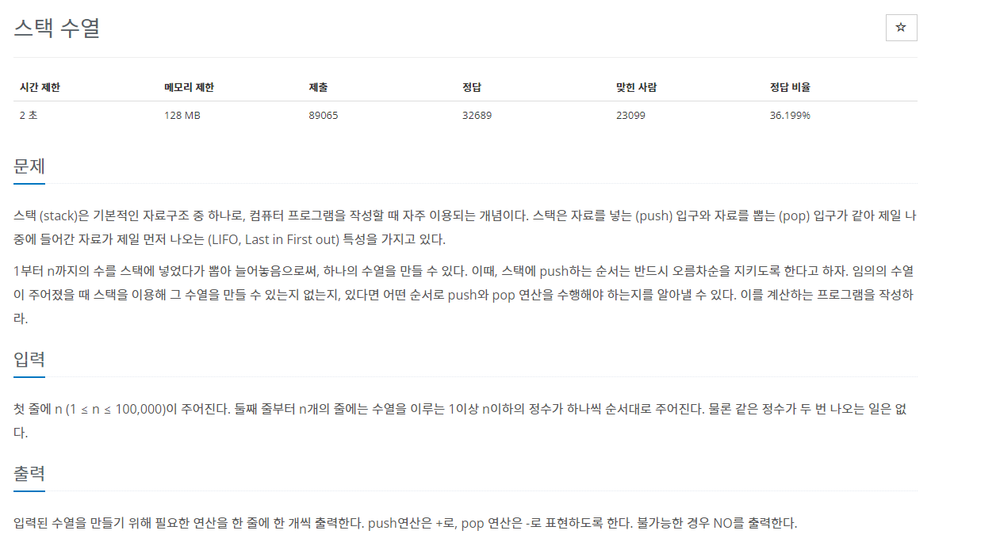 스택 수열
☆
시간 제한 메모리 제한 제출 정답 맞힌 사람 정답 비율
2 초 128 MB 89065 32689 23099 36.199%
문제
스택 (stack)은 기본적인 자료구조 중 하나로, 컴퓨터 프로그램을 작성할 때 자주 이용되는 개념이다. 스택은 자료를 넣는 (push) 입구와 자료를 뽑는 (pop) 입구가 같아 제일 나
중에 들어간 자료가 제일 먼저 나오는 (LIFO, Last in First out) 특성을 가지고 있다.
1부터 n까지의 수를 스택에 넣었다가 뽑아 늘어놓음으로써, 하나의 수열을 만들 수 있다. 이때, 스택에 push하는 순서는 반드시 오름차순을 지키도록 한다고 하자. 임의의 수열
이 주어졌을 때 스택을 이용해 그 수열을 만들 수 있는지 없는지, 있다면 어떤 순서로 push와 pop 연산을 수행해야 하는지를 알아낼 수 있다. 이를 계산하는 프로그램을 작성하
라.
입력
첫 줄에 n (1 ≤ n ≤ 100,000)이 주어진다. 둘째 줄부터 n개의 줄에는 수열을 이루는 1이상 n이하의 정수가 하나씩 순서대로 주어진다. 물론 같은 정수가 두 번 나오는 일은 없
다.
출력
입력된 수열을 만들기 위해 필요한 연산을 한 줄에 한 개씩 출력한다. push연산은 +로, pop 연산은 -로 표현하도록 한다. 불가능한 경우 NO를 출력한다.